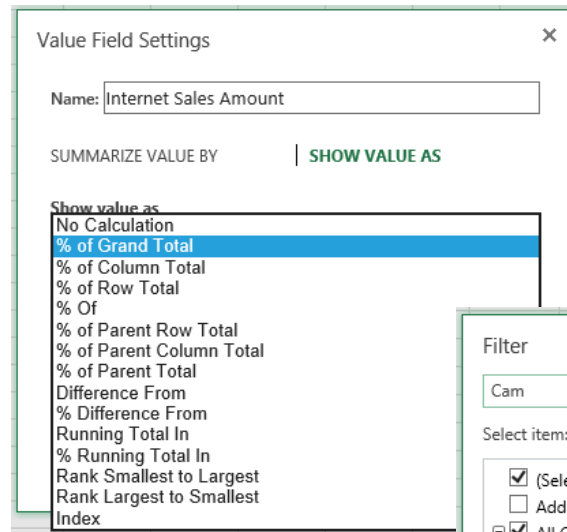 Value Field Settings
Name: Internet Sales Amount
SUMMARIZE VALUE BY SHOW VALUE AS
Show value as
No Calculation
% of Grand Total
% of Column Total
% of Row Total
% Of
% of Parent Row Total
% of Parent Column Total
% of Parent Total
Difference From
% Difference From
Running Total In
% Running Total In
Rank Smallest to Largest
Rank Largest to Smallest
Index
Filter
Cam
Select item:
(Sele
Add